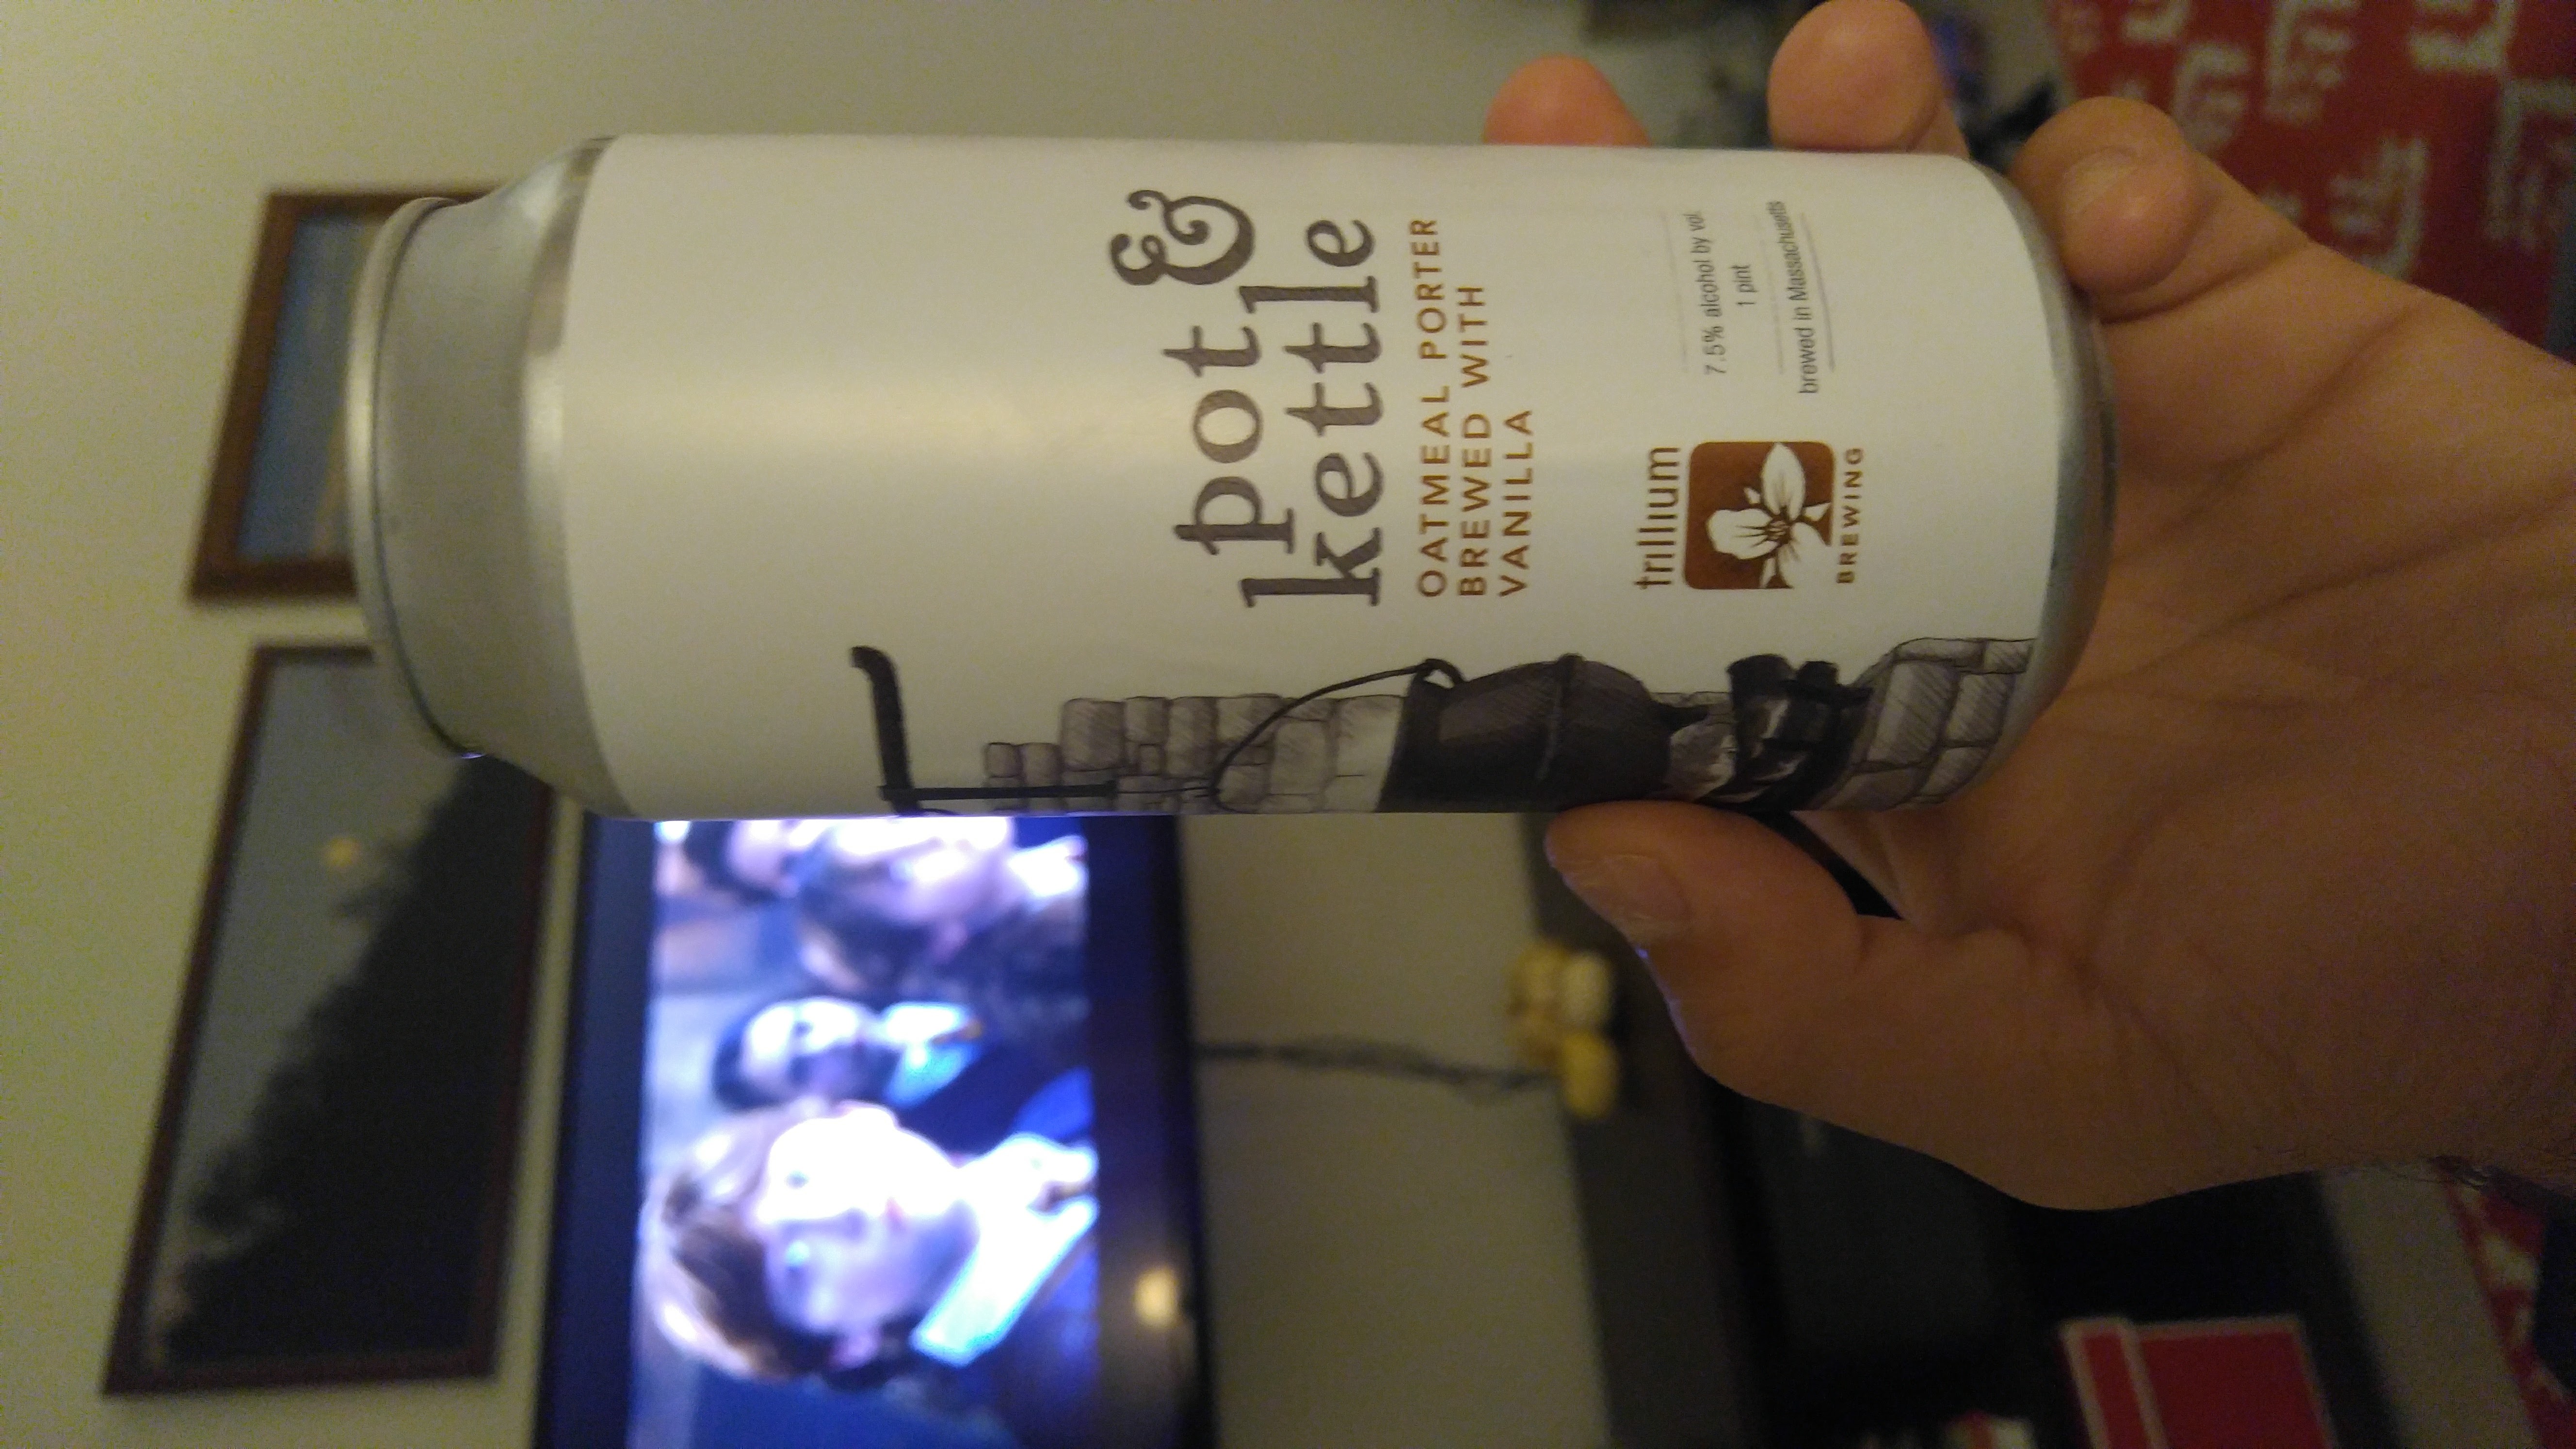 pot &
kettle
OATMEAL PORTER
BREWED WITH
VANILLA
trillium
BREWING
7.5% alcohol by vol.
1 pint
brewed in Massachusetts